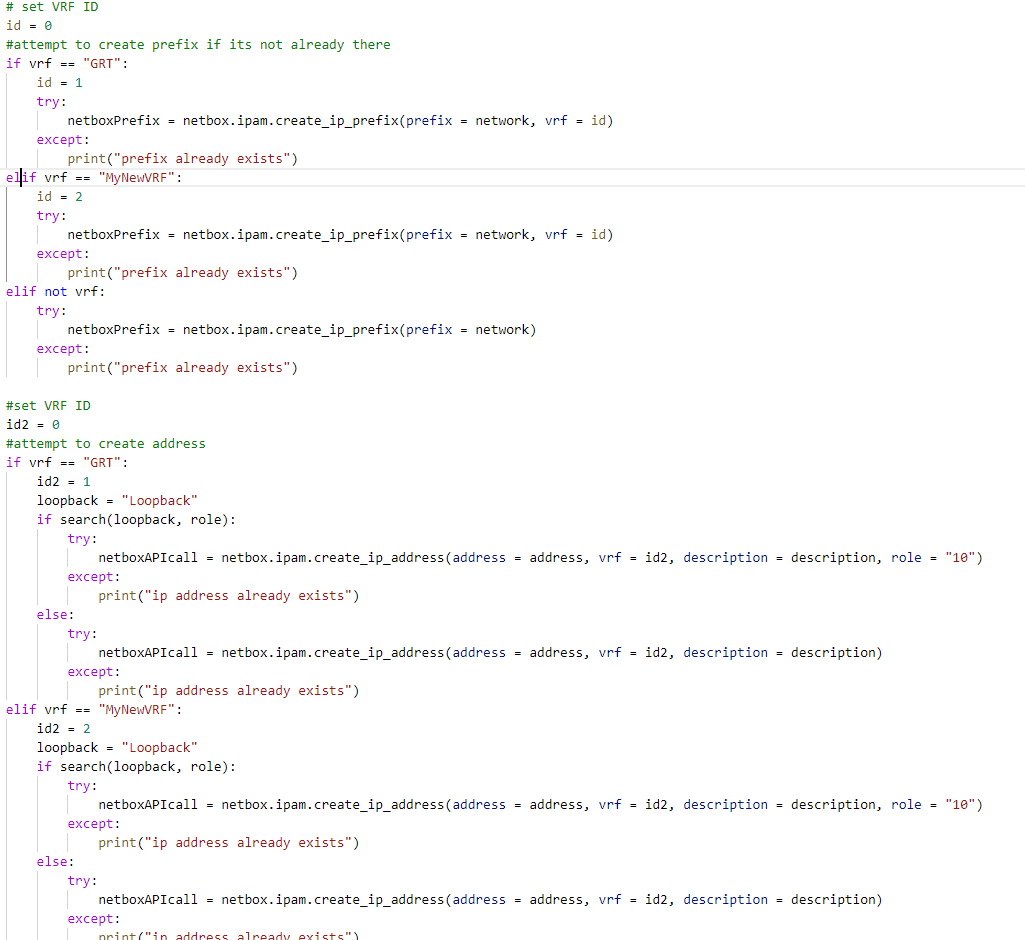 # set VRF ID
id = 0
#attempt to create prefix if its not already there
if vrf == "GRT":
    id = 1
    try:
        netboxPrefix = netbox.ipam.create_ip_prefix(prefix = network, vrf = id)
    except:
        print("prefix already exists")
elif vrf == "MyNewVRF":
    id = 2
    try:
        netboxPrefix = netbox.ipam.create_ip_prefix(prefix = network, vrf = id)
    except:
        print("prefix already exists")
elif not vrf:
    try:
        netboxPrefix = netbox.ipam.create_ip_prefix(prefix = network)
    except:
        print("prefix already exists")

#set VRF ID
id2 = 0
#attempt to create address
if vrf == "GRT":
    id2 = 1
    loopback = "Loopback"
    if search(loopback, role):
        try:
            netboxAPIcall = netbox.ipam.create_ip_address(address = address, vrf = id2, description = description, role = "10")
        except:
            print("ip address already exists")
    else:
        try:
            netboxAPIcall = netbox.ipam.create_ip_address(address = address, vrf = id2, description = description)
        except:
            print("ip address already exists")
elif vrf == "MyNewVRF":
    id2 = 2
    loopback = "Loopback"
    if search(loopback, role):
        try:
            netboxAPIcall = netbox.ipam.create_ip_address(address = address, vrf = id2, description = description, role = "10")
        except:
            print("ip address already exists")
    else:
        try:
            netboxAPIcall = netbox.ipam.create_ip_address(address = address, vrf = id2, description = description)
        except:
            print("ip address already exists")